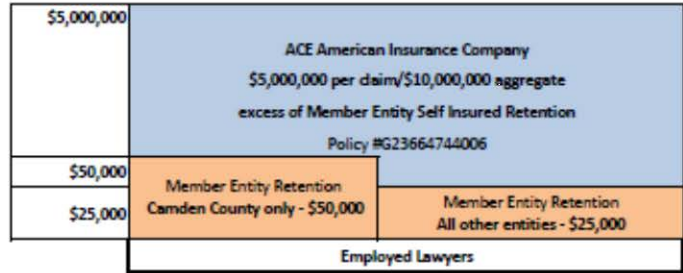 $5,000,000
ACE American Insurance Company
$5,000,000 per claim/$10,000,000 aggregate
excess of Member Entity Self Insured Retention
Policy #G23664744006
$50,000
Member Entity Retention
Camden County only - $50,000
$25,000
Member Entity Retention
All other entities - $25,000
Employed Lawyers